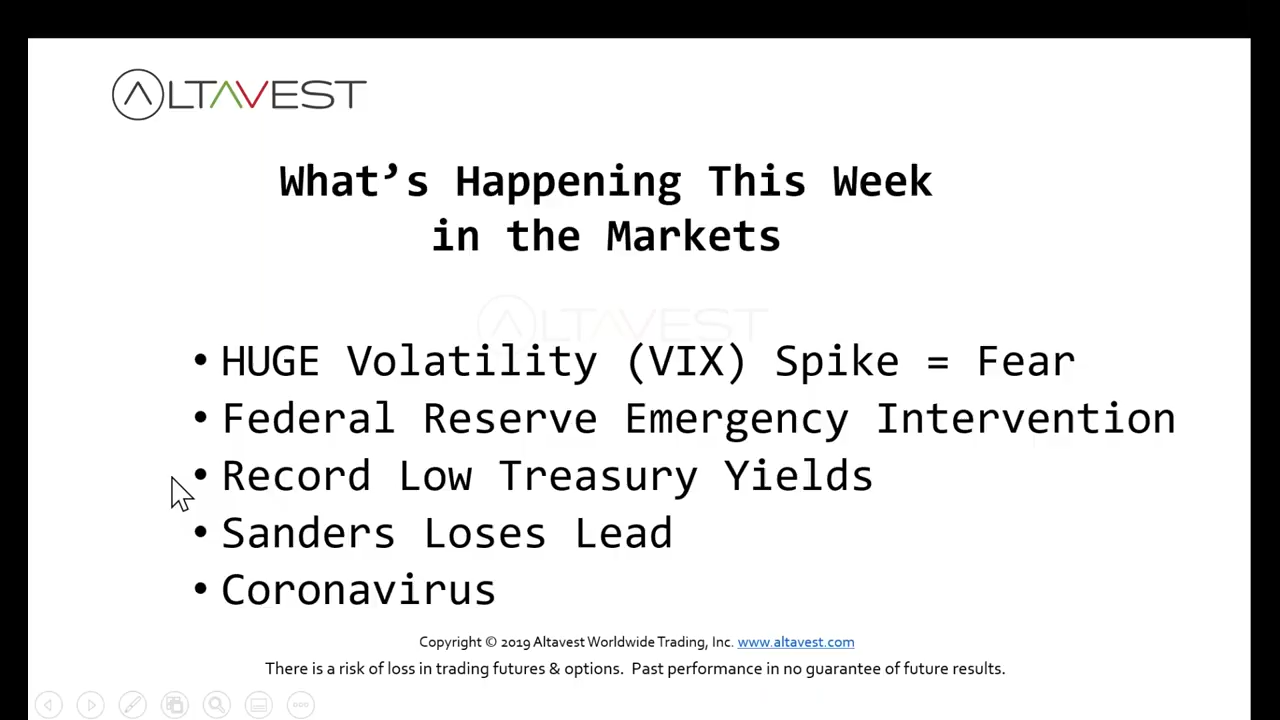 ALTAVEST
What’s Happening This Week
in the Markets
ALTAVEST
• HUGE Volatility (VIX) Spike = Fear
• Federal Reserve Emergency Intervention
• Record Low Treasury Yields
• Sanders Loses Lead
• Coronavirus
Copyright © 2019 Altavest Worldwide Trading, Inc. www.altavest.com
There is a risk of loss in trading futures & options.  Past performance in no guarantee of future results.